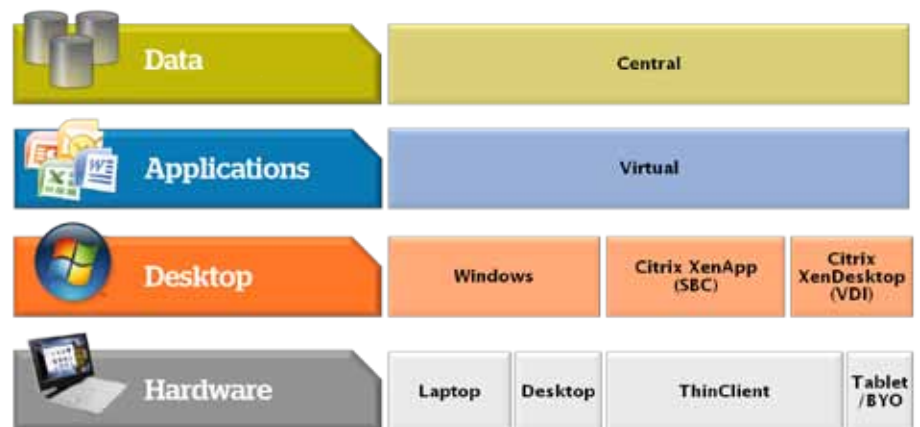 Data
Central
Applications
Virtual
Desktop
Windows
Citrix XenApp
(SBC)
Citrix
XenDesktop
(VDI)
Hardware
Laptop
Desktop
ThinClient
Tablet
/BYO